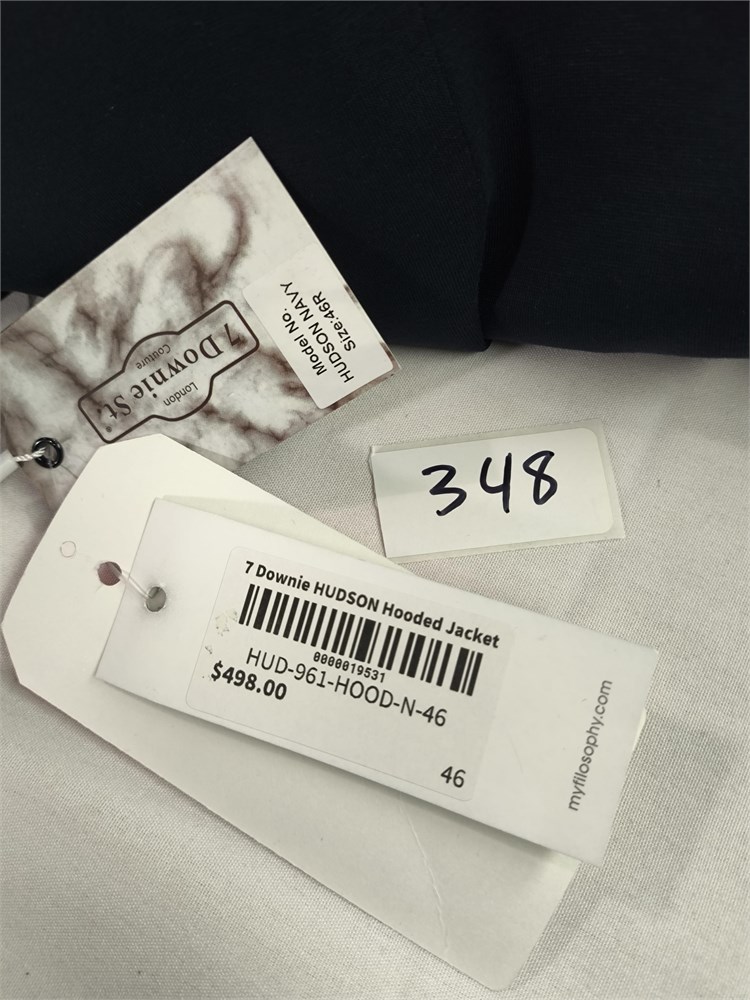 Model No.
HUDSON NAVY
Size:46R
7 Downie St.
London
Couture
348
7 Downie HUDSON Hooded Jacket
0000019531
HUD-961-HOOD-N-46
$498.00
46
myfilosophy.com